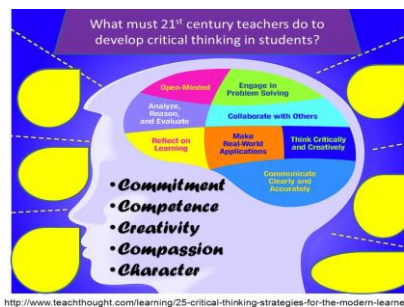 What must 21st century teachers do to
develop critical thinking in students?
Open-Minded
Engage in
Problem Solving
Analyze,
Reason,
and Evaluate
Collaborate with Others
Reflect on
Learning
Make
Real-World
Applications
Think Critically
and Creatively
Communicate
Clearly and
Accurately
•Commitment
•Competence
•Creativity
•Compassion
•Character
http://www.teachthought.com/learning/25-critical-thinking-strategies-for-the-modern-learne